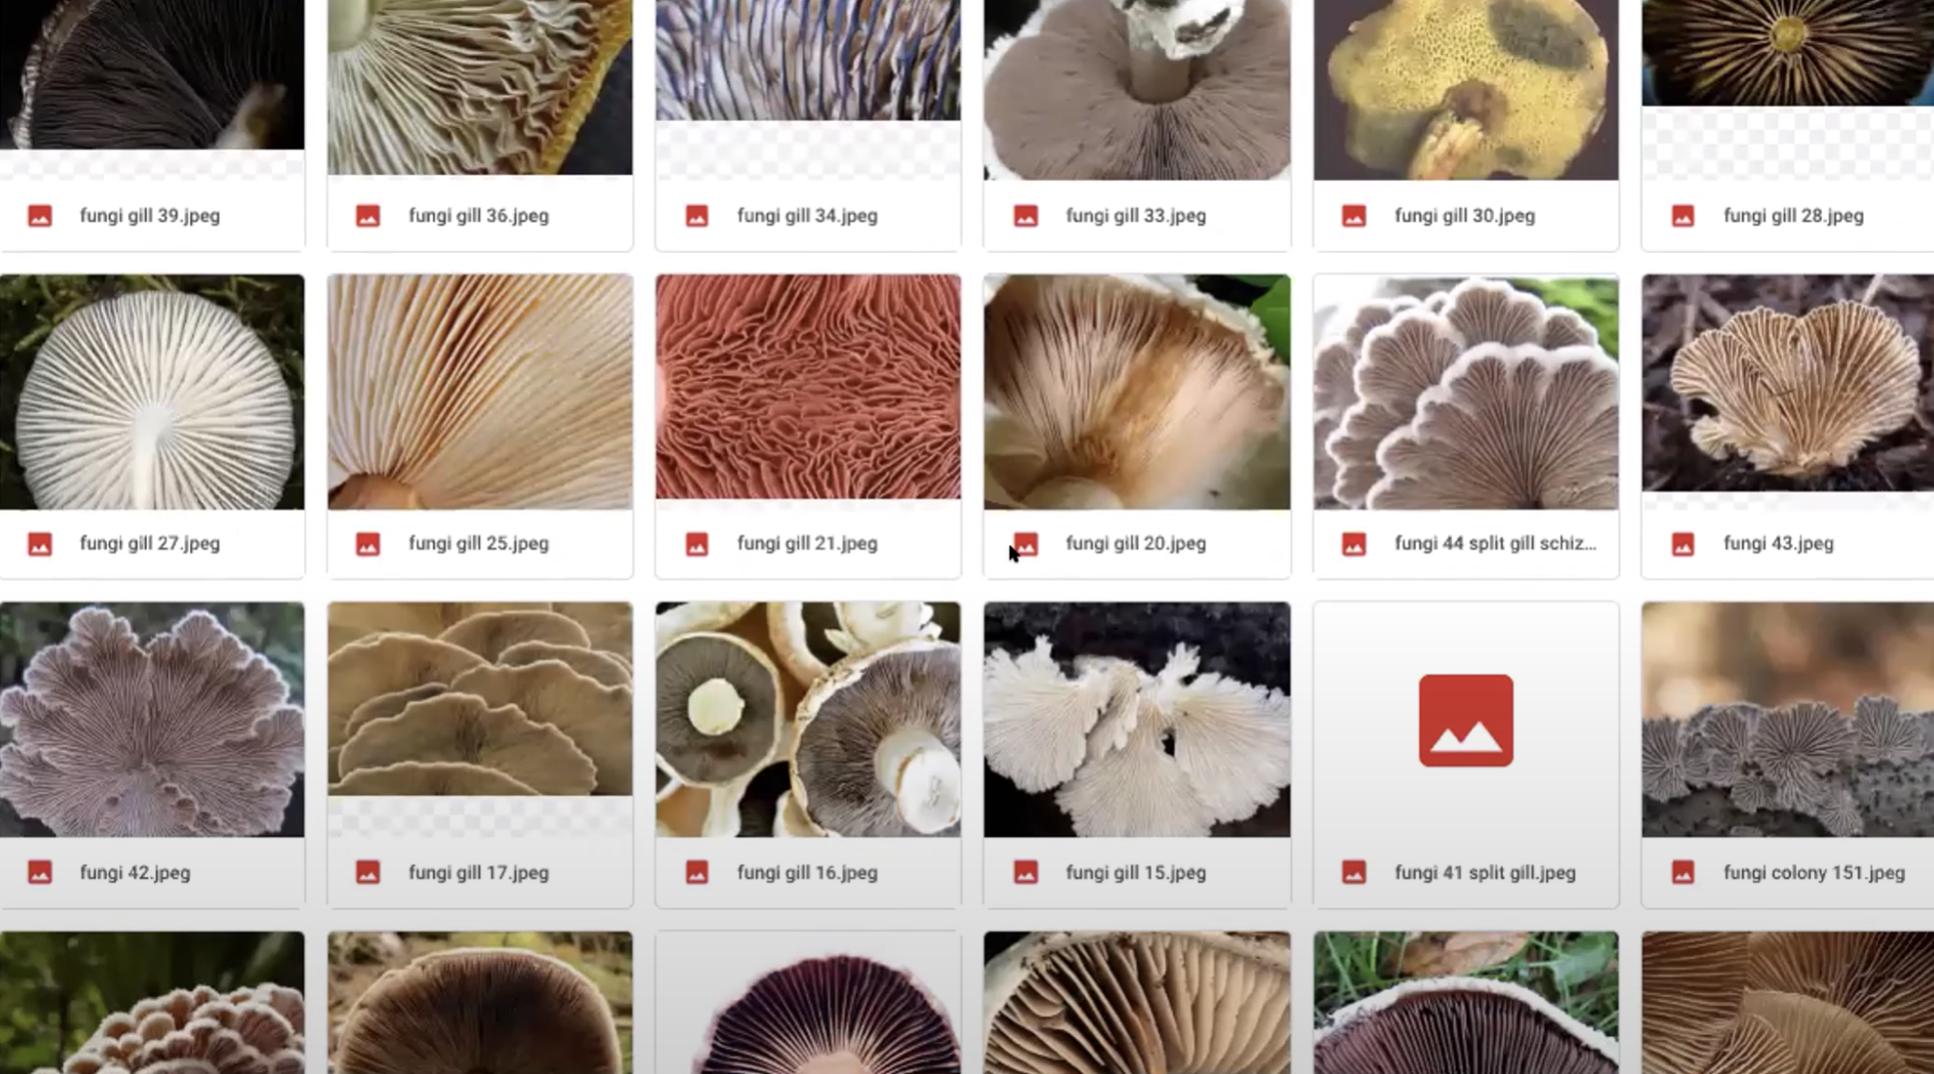 fungi gill 39.jpeg
fungi gill 36.jpeg
fungi gill 34.jpeg
fungi gill 33.jpeg
fungi gill 30.jpeg
fungi gill 28.jpeg
fungi gill 27.jpeg
fungi gill 25.jpeg
fungi gill 21.jpeg
fungi gill 20.jpeg
fungi 44 split gill schiz...
fungi 43.jpeg
fungi 42.jpeg
fungi gill 17.jpeg
fungi gill 16.jpeg
fungi gill 15.jpeg
fungi 41 split gill.jpeg
fungi colony 151.jpeg